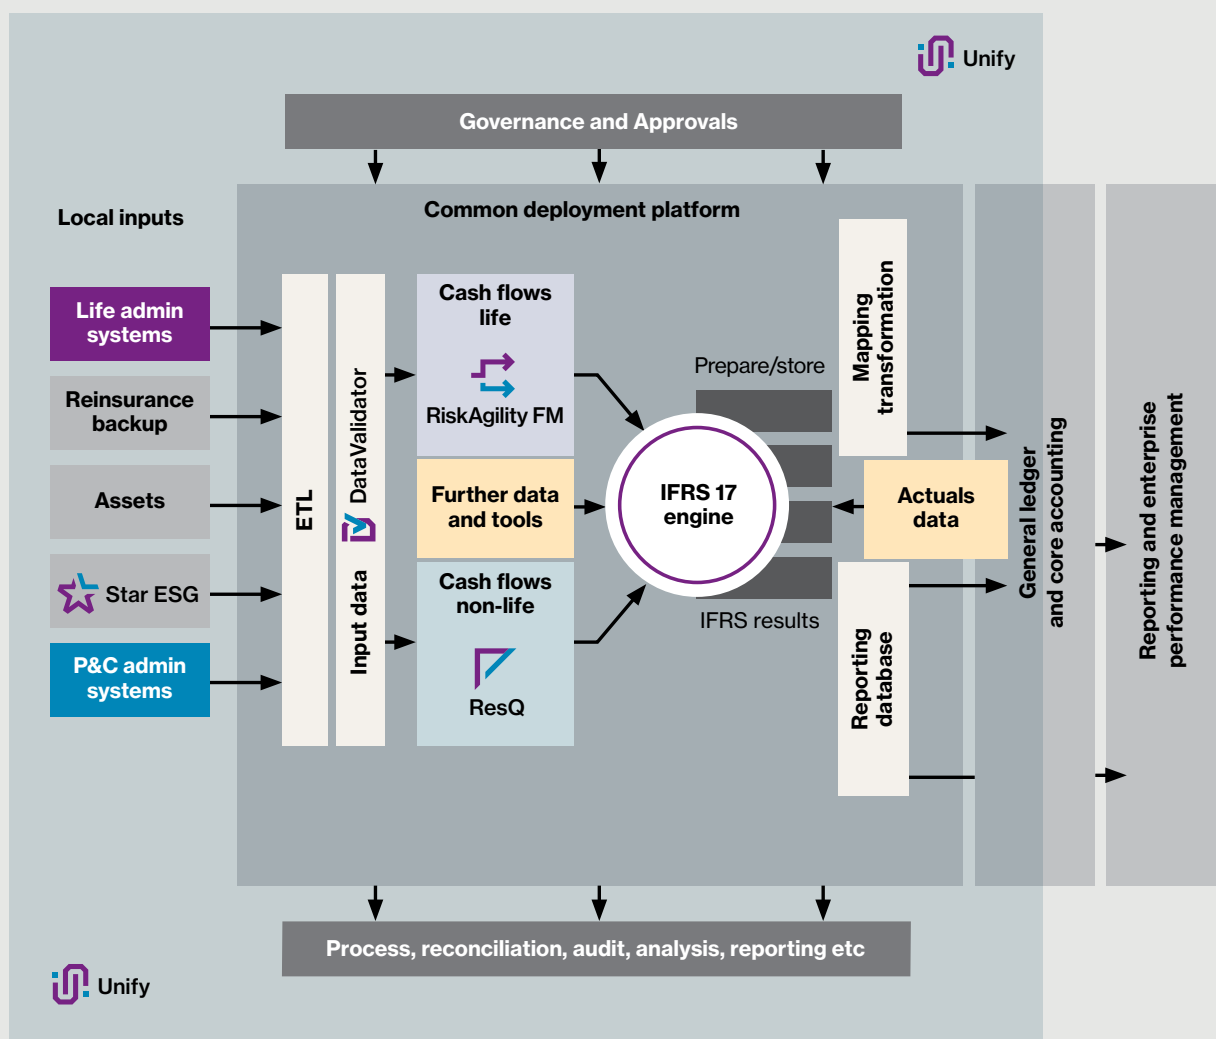 Unify
Governance and Approvals
Common deployment platform
Local inputs
Life admin
systems
Reinsurance
backup
Assets
Star ESG
P&C admin
systems
ETL
Input data
DataValidator
Cash flows
life
RiskAgility FM
Further data
and tools
Cash flows
non-life
ResQ
IFRS 17
engine
Prepare/store
IFRS results
Mapping
transformation
Actuals
data
Reporting
database
General ledger
and core accounting
Reporting and enterprise
performance management
Process, reconciliation, audit, analysis, reporting etc
Unify